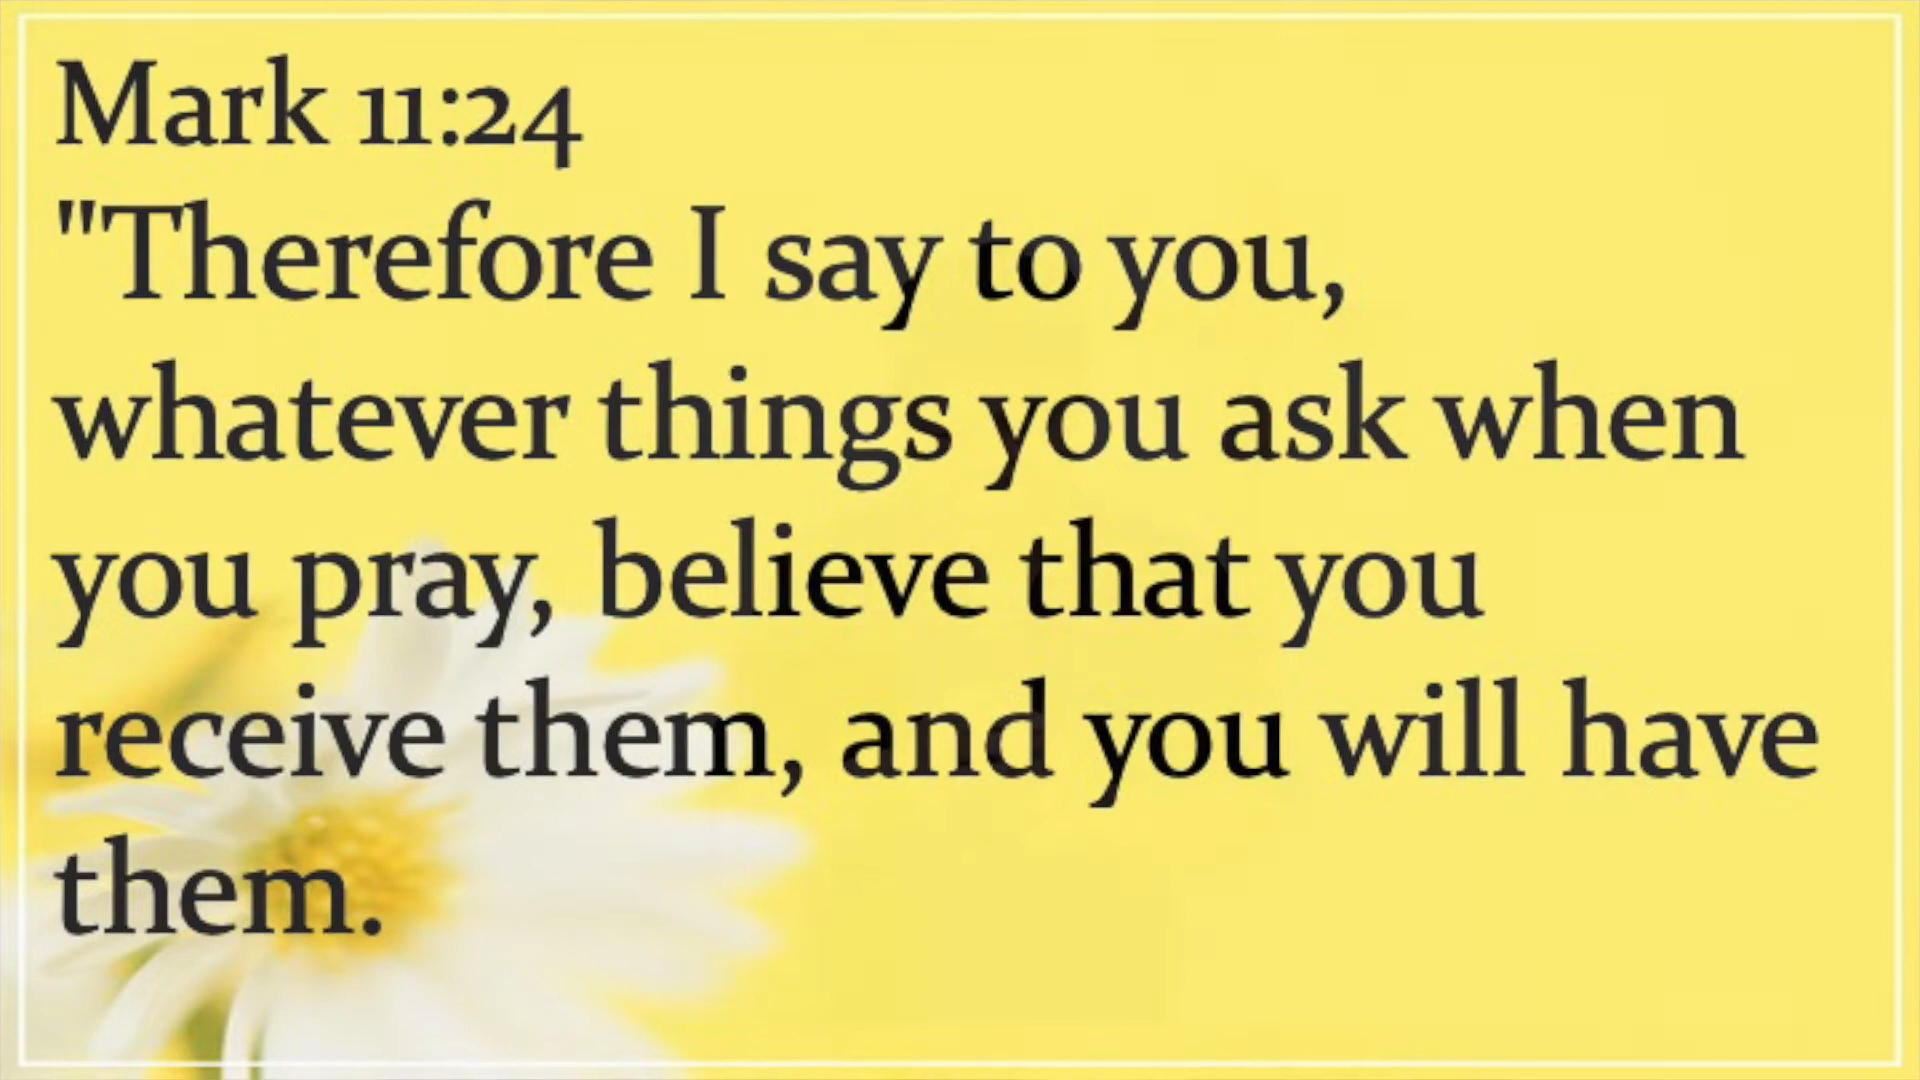 Mark 11:24
"Therefore I say to you,
whatever things you ask when
you pray, believe that you
receive them, and you will have
them.